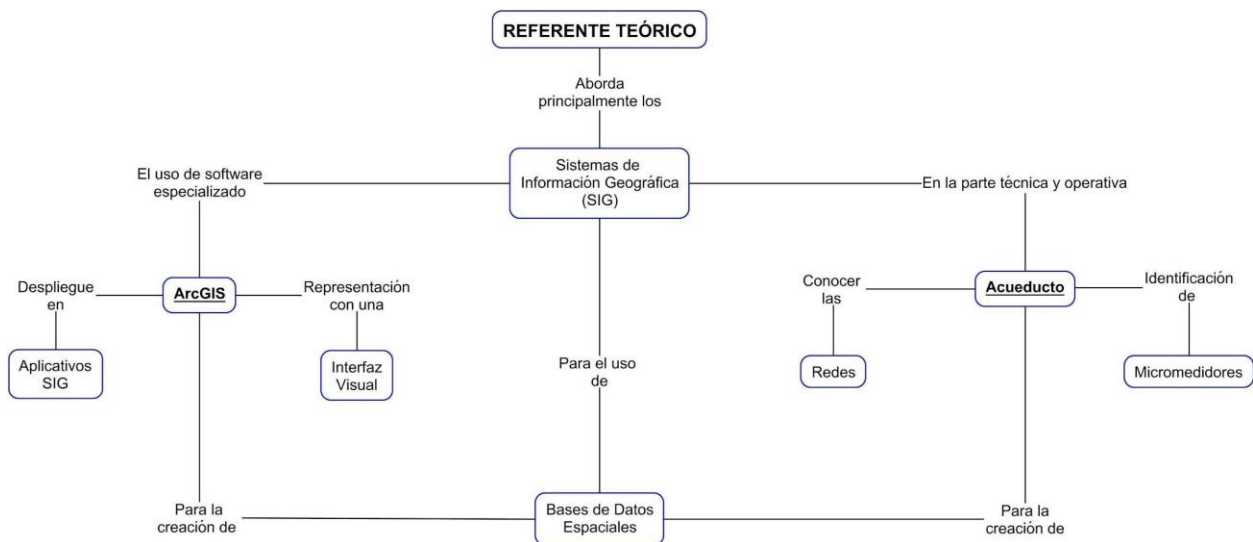 REFERENTE TEÓRICO
Aborda
principalmente los
Sistemas de
Información Geográfica
(SIG)
El uso de software
especializado
En la parte técnica y operativa
Despliegue
en
ArcGIS
Representación
con una
Conocer
las
Acueducto
Identificación
de
Aplicativos
SIG
Interfaz
Visual
Para el uso
de
Redes
Micromedidores
Para la
creación de
Bases de Datos
Espaciales
Para la
creación de